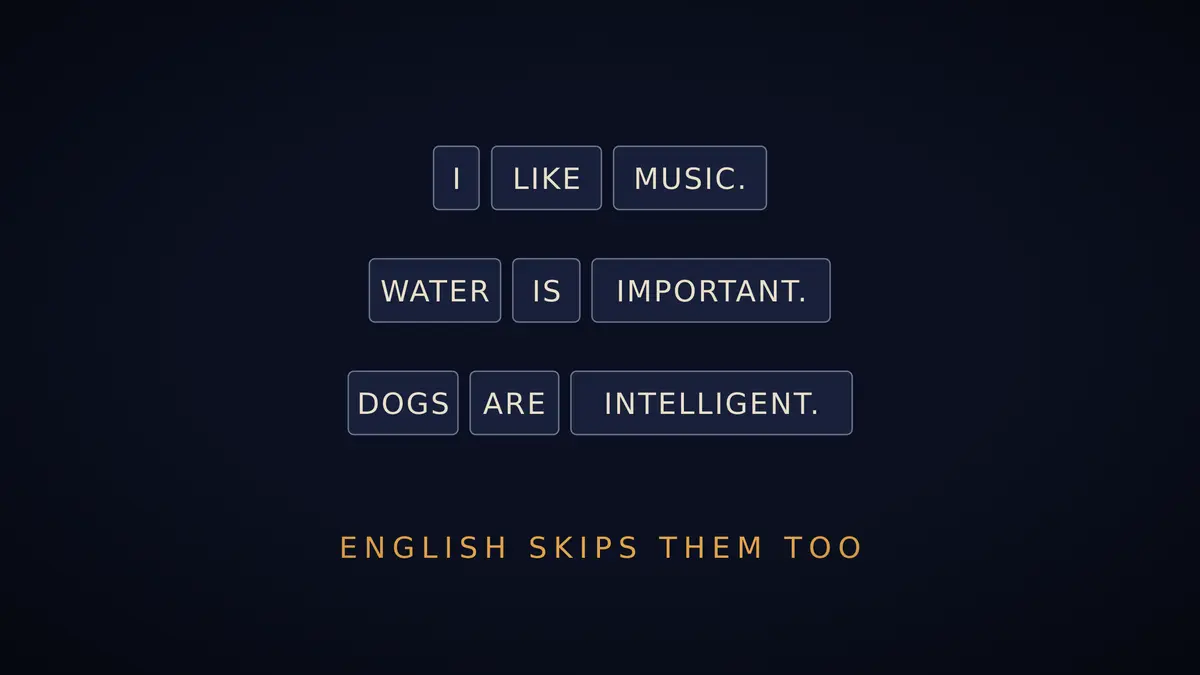 I LIKE MUSIC.
WATER IS IMPORTANT.
DOGS ARE INTELLIGENT.
ENGLISH SKIPS THEM TOO